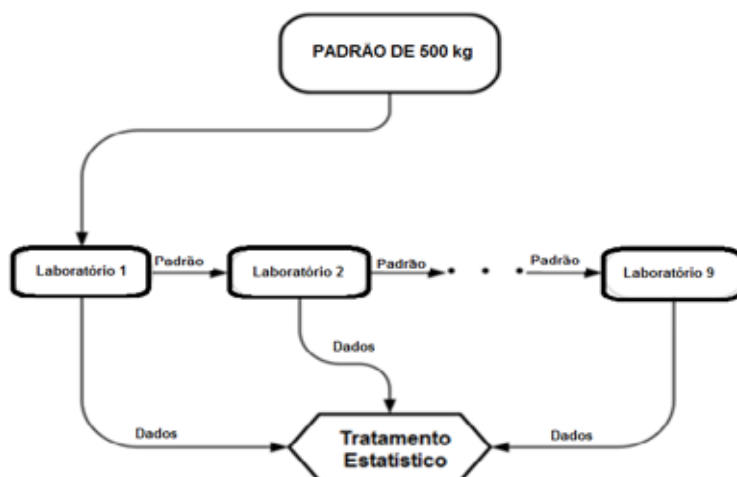 PADRÃO DE 500 kg
Laboratório 1
Padrão
Laboratório 2
Padrão
Padrão
Laboratório 9
Dados
Dados
Dados
Tratamento
Estatístico